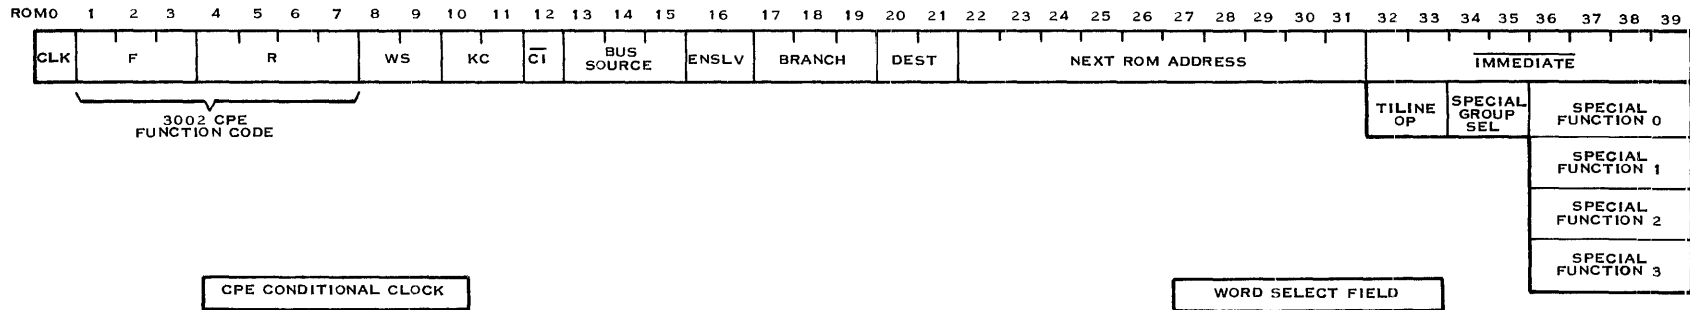 ROM0 1 2 3 4 5 6 7 8 9 10 11 12 13 14 15 16 17 18 19 20 21 22 23 24 25 26 27 28 29 30 31 32 33 34 35 36 37 38 39
CLK F R WS KC C̅I̅ BUS SOURCE ENSLV BRANCH DEST NEXT ROM ADDRESS I̅M̅M̅E̅D̅I̅A̅T̅E̅
3002 CPE
FUNCTION CODE
TILINE
OP
SPECIAL
GROUP
SEL
SPECIAL
FUNCTION 0
SPECIAL
FUNCTION 1
SPECIAL
FUNCTION 2
SPECIAL
FUNCTION 3
CPE CONDITIONAL CLOCK
WORD SELECT FIELD